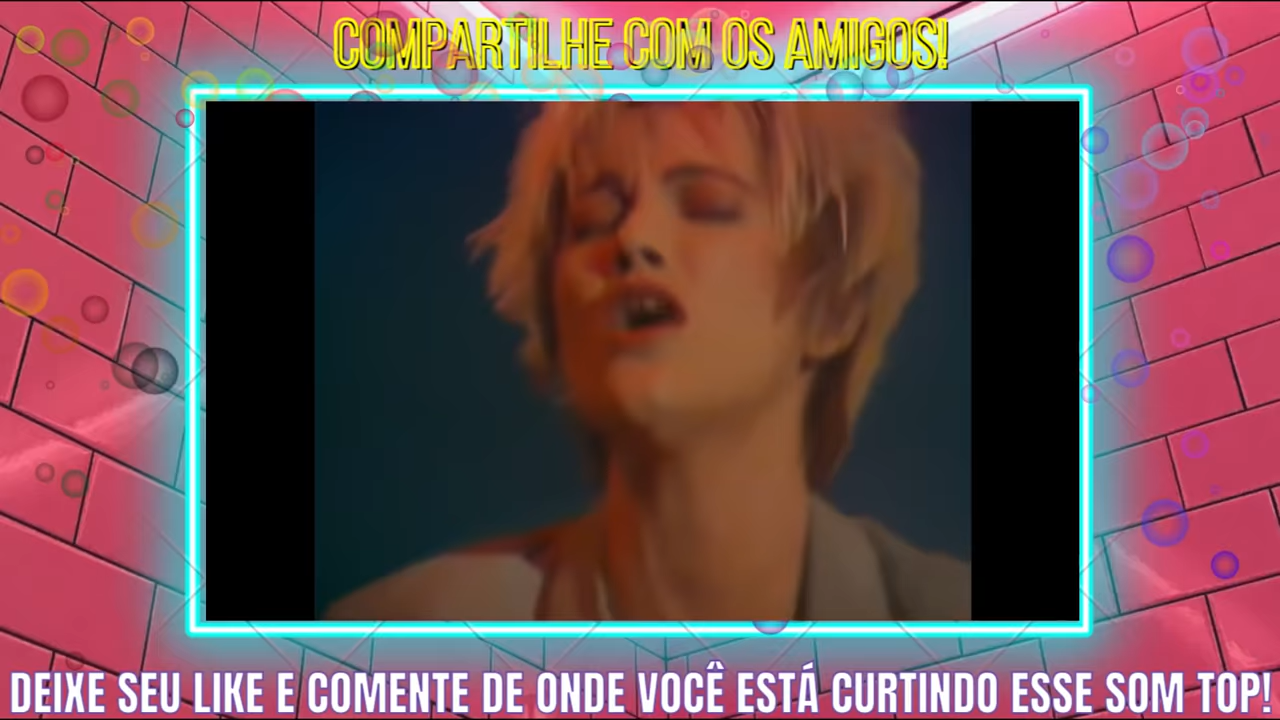 COMPARTILHE COM OS AMIGOS!
DEIXE SEU LIKE E COMENTE DE ONDE VOCÊ ESTÁ CURTINDO ESSE SOM TOP!